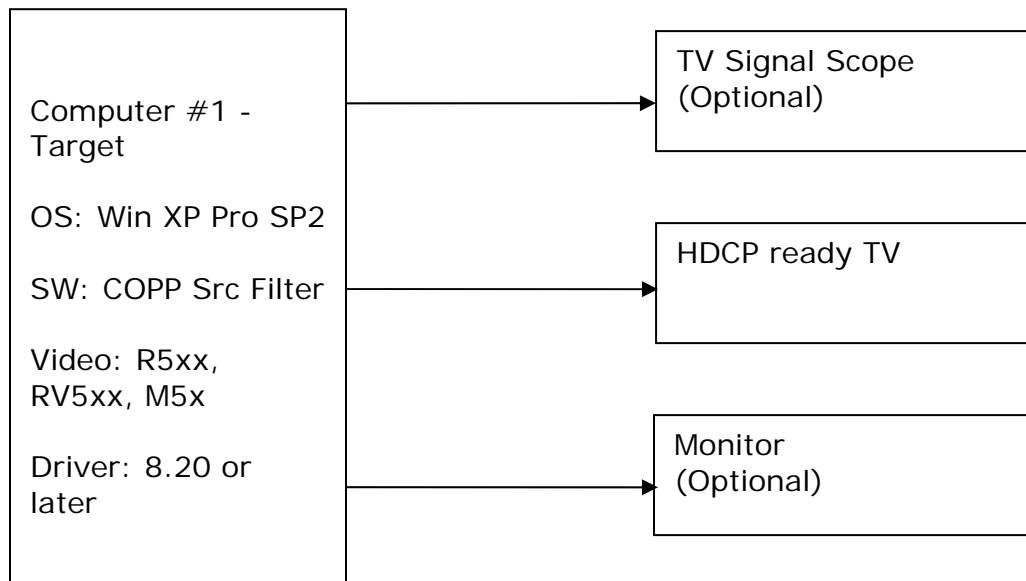 Computer #1 -
Target
OS: Win XP Pro SP2
SW: COPP Src Filter
Video: R5xx,
RV5xx, M5x
Driver: 8.20 or
later
TV Signal Scope
(Optional)
HDCP ready TV
Monitor
(Optional)